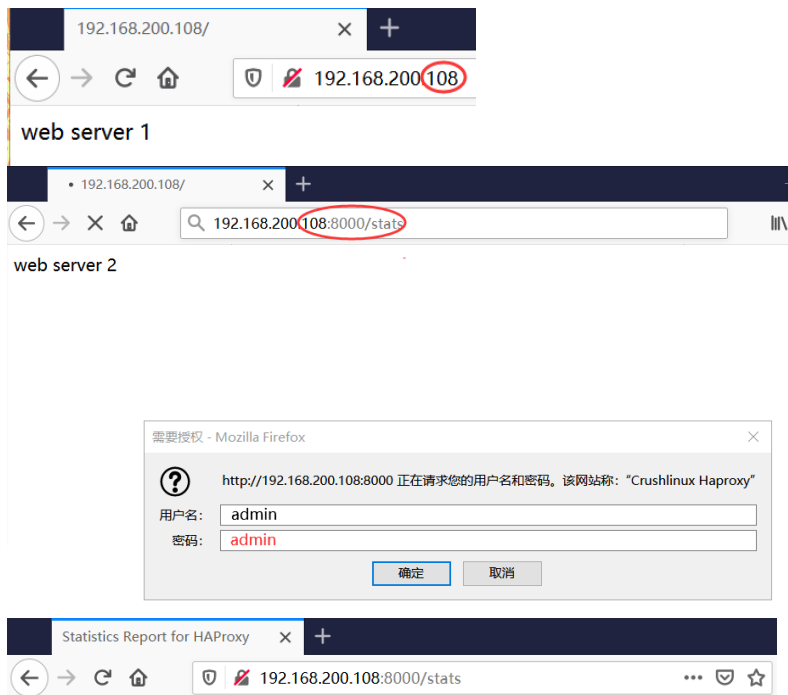 192.168.200.108/
192.168.200.108
web server 1
• 192.168.200.108/
192.168.200.108:8000/stats
web server 2
需要授权 - Mozilla Firefox
http://192.168.200.108:8000 正在请求您的用户名和密码。该网站称：“Crushlinux Haproxy”
用户名： admin
密码： admin
确定 取消
Statistics Report for HAProxy
192.168.200.108:8000/stats